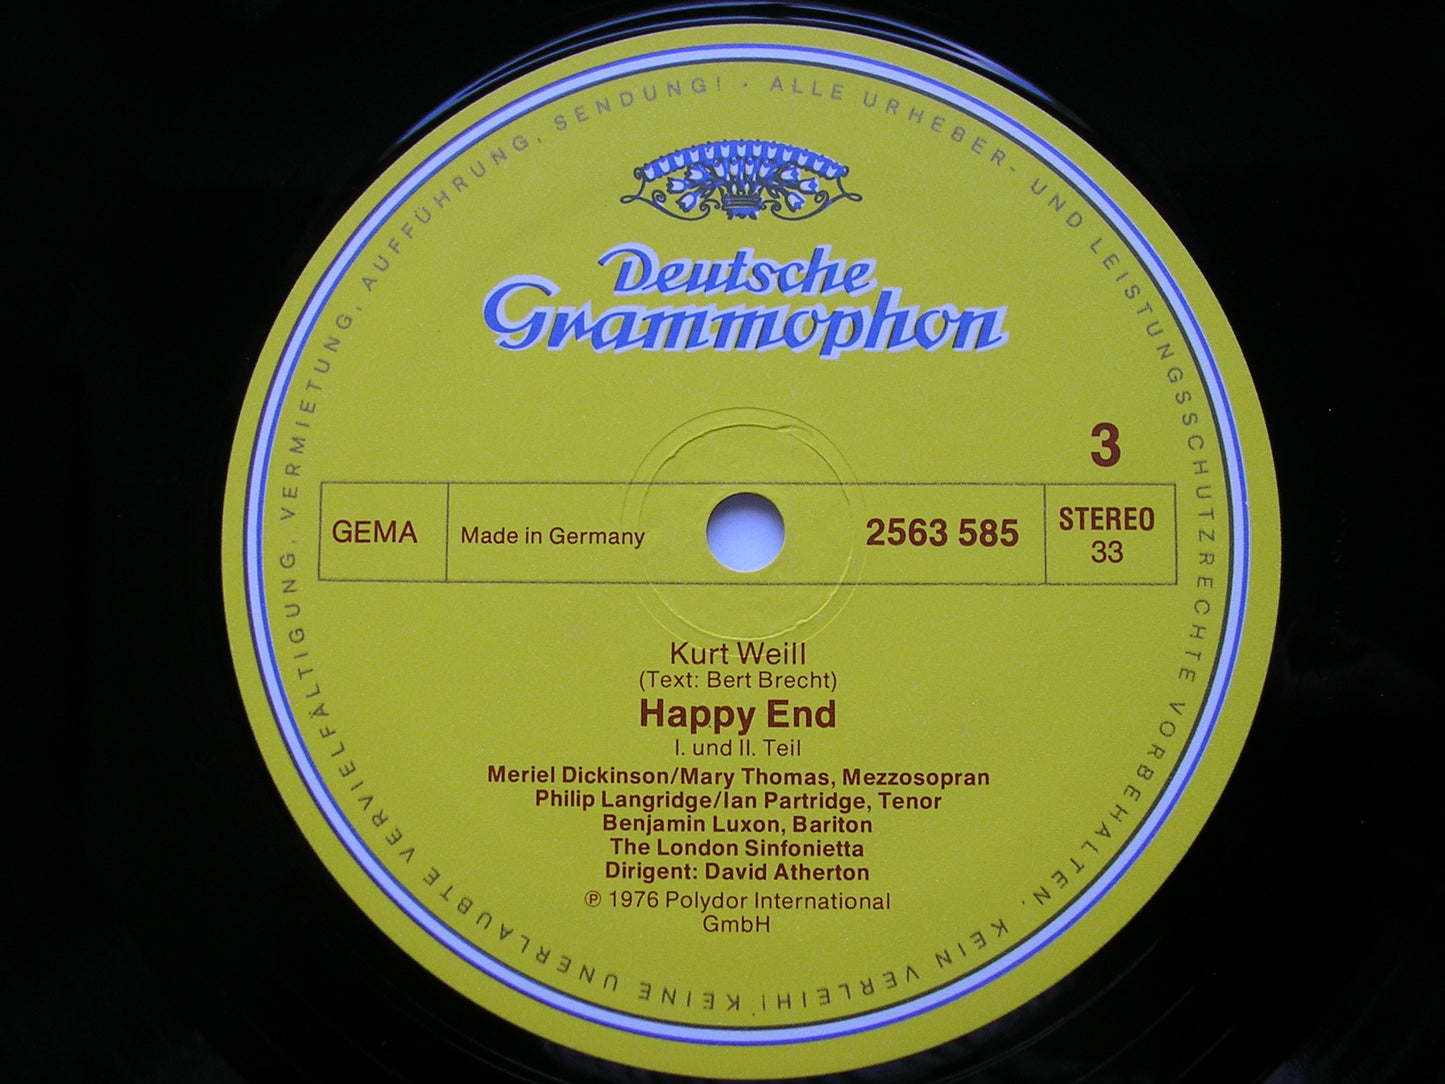 ALLE URHEBER- UND LEISTUNGSSCHUTZRECHTE VORBEHALTEN, KEIN VERLEIH! KEINE UNERLAUBTE VERVIELFÄLTIGUNG, VERMIETUNG, AUFFÜHRUNG, SENDUNG! ·
Deutsche
Grammophon
3
GEMA
Made in Germany
2563 585
STEREO
33
Kurt Weill
(Text: Bert Brecht)
Happy End
I. und II. Teil
Meriel Dickinson/Mary Thomas, Mezzosopran
Philip Langridge/Ian Partridge, Tenor
Benjamin Luxon, Bariton
The London Sinfonietta
Dirigent: David Atherton
℗ 1976 Polydor International
GmbH